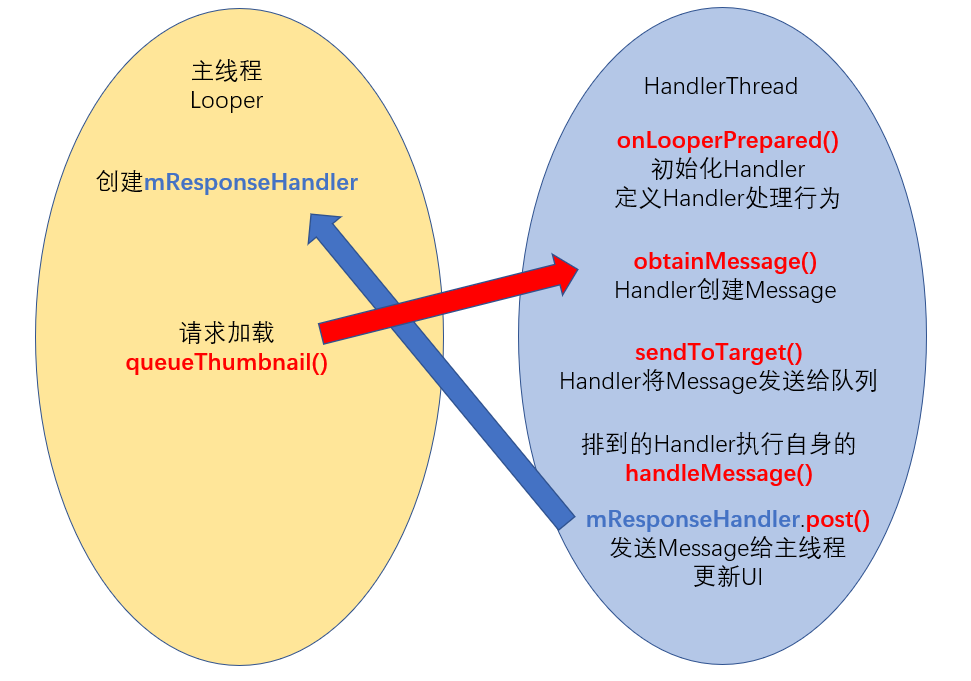 主线程
Looper
创建mResponseHandler
请求加载
queueThumbnail()
HandlerThread
onLooperPrepared()
初始化Handler
定义Handler处理行为
obtainMessage()
Handler创建Message
sendToTarget()
Handler将Message发送给队列
排到的Handler执行自身的
handleMessage()
mResponseHandler.post()
发送Message给主线程
更新UI